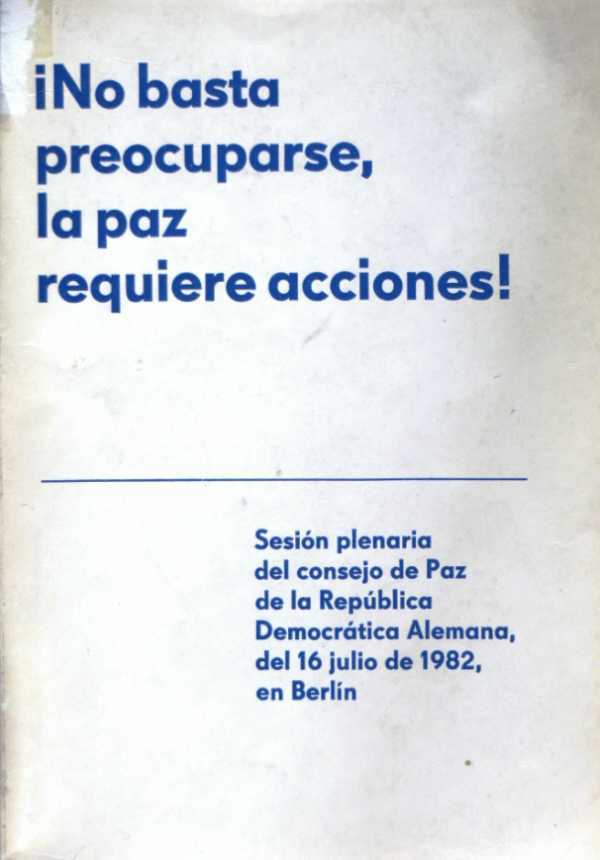 ¡No basta
preocuparse,
la paz
requiere acciones!
Sesión plenaria
del consejo de Paz
de la República
Democrática Alemana,
del 16 julio de 1982,
en Berlín